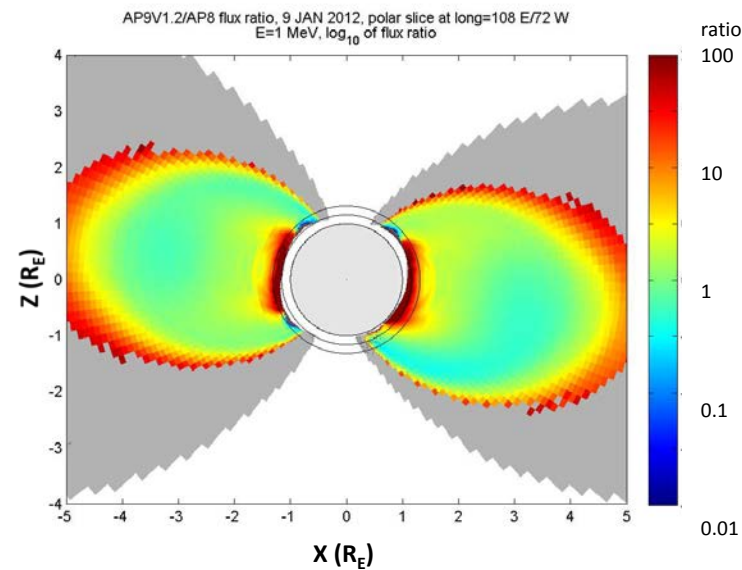 AP9V1.2/AP8 flux ratio, 9 JAN 2012, polar slice at long=108 E/72 W
E=1 MeV, log10 of flux ratio
ratio
100
10
1
0.1
0.01
4
3
2
1
0
-1
-2
-3
-4
Z (RE)
-5 -4 -3 -2 -1 0 1 2 3 4 5
X (RE)